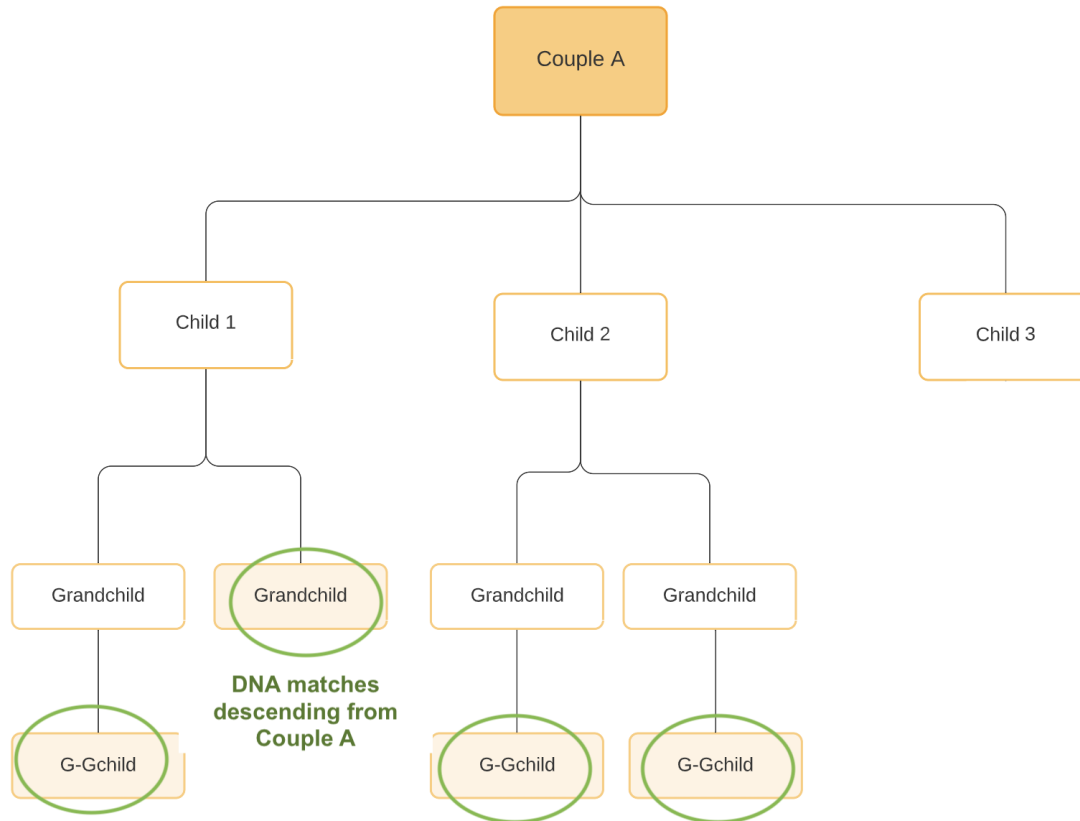 Couple A
Child 1
Child 2
Child 3
Grandchild
Grandchild
Grandchild
Grandchild
DNA matches
descending from
Couple A
G-Gchild
G-Gchild
G-Gchild